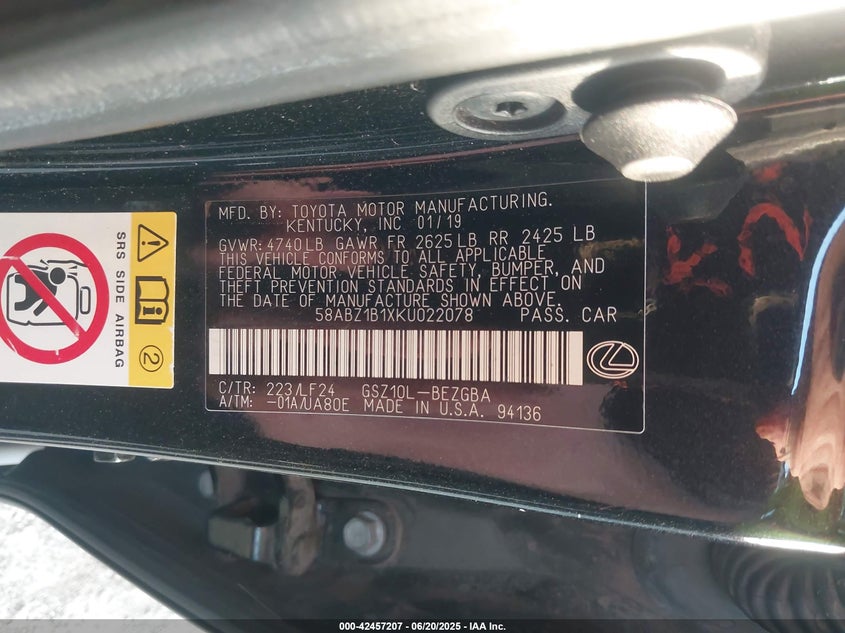 MFD. BY: TOYOTA MOTOR MANUFACTURING.
KENTUCKY, INC 01/19
GVWR: 4740 LB GAWR FR 2625 LB RR 2425 LB
THIS VEHICLE CONFORMS TO ALL APPLICABLE
FEDERAL MOTOR VEHICLE SAFETY, BUMPER, AND
THEFT PREVENTION STANDARDS IN EFFECT ON
THE DATE OF MANUFACTURE SHOWN ABOVE.
58ABZ1B1XKU022078 PASS. CAR
C/TR: 223/LF24 GSZ10L-BEZGBA
A/TM: -01A/UA80E MADE IN U.S.A. 94136
SRS SIDE AIRBAG
2
000-42457207 - 06/20/2025 - IAA Inc.